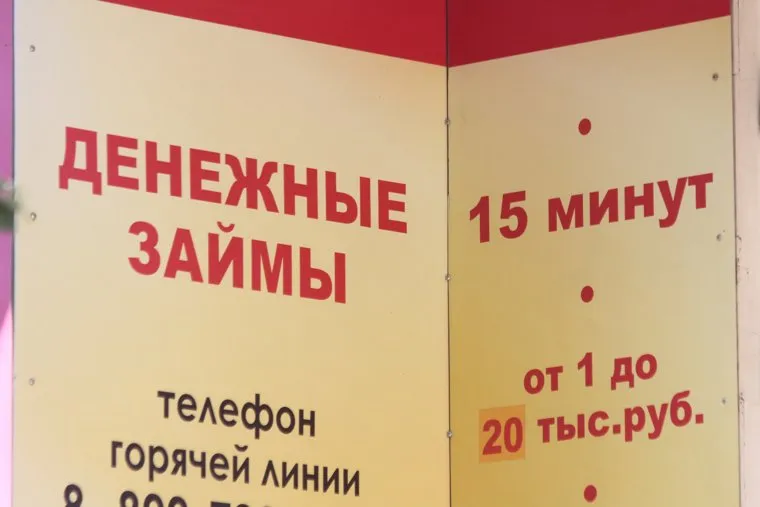 ДЕНЕЖНЫЕ
ЗАЙМЫ
телефон
горячей линии
15 минут
от 1 до
20 тыс.руб.